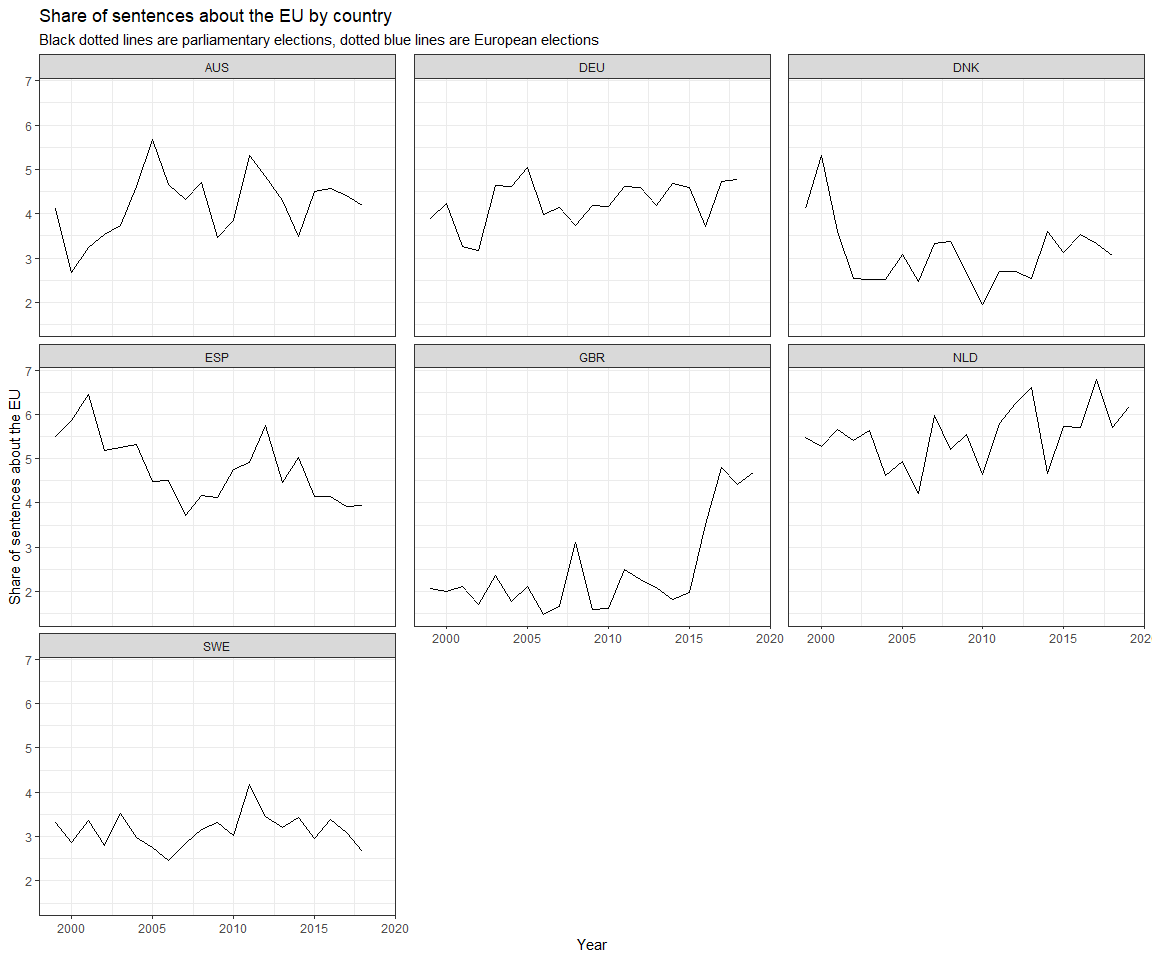 Share of sentences about the EU by country
Black dotted lines are parliamentary elections, dotted blue lines are European elections
AUS
DEU
DNK
7
6
5
4
3
2
ESP
GBR
NLD
7
6
5
4
3
2
Share of sentences about the EU
2000 2005 2010 2015 2020
2000 2005 2010 2015 202
SWE
7
6
5
4
3
2
2000 2005 2010 2015 2020
Year